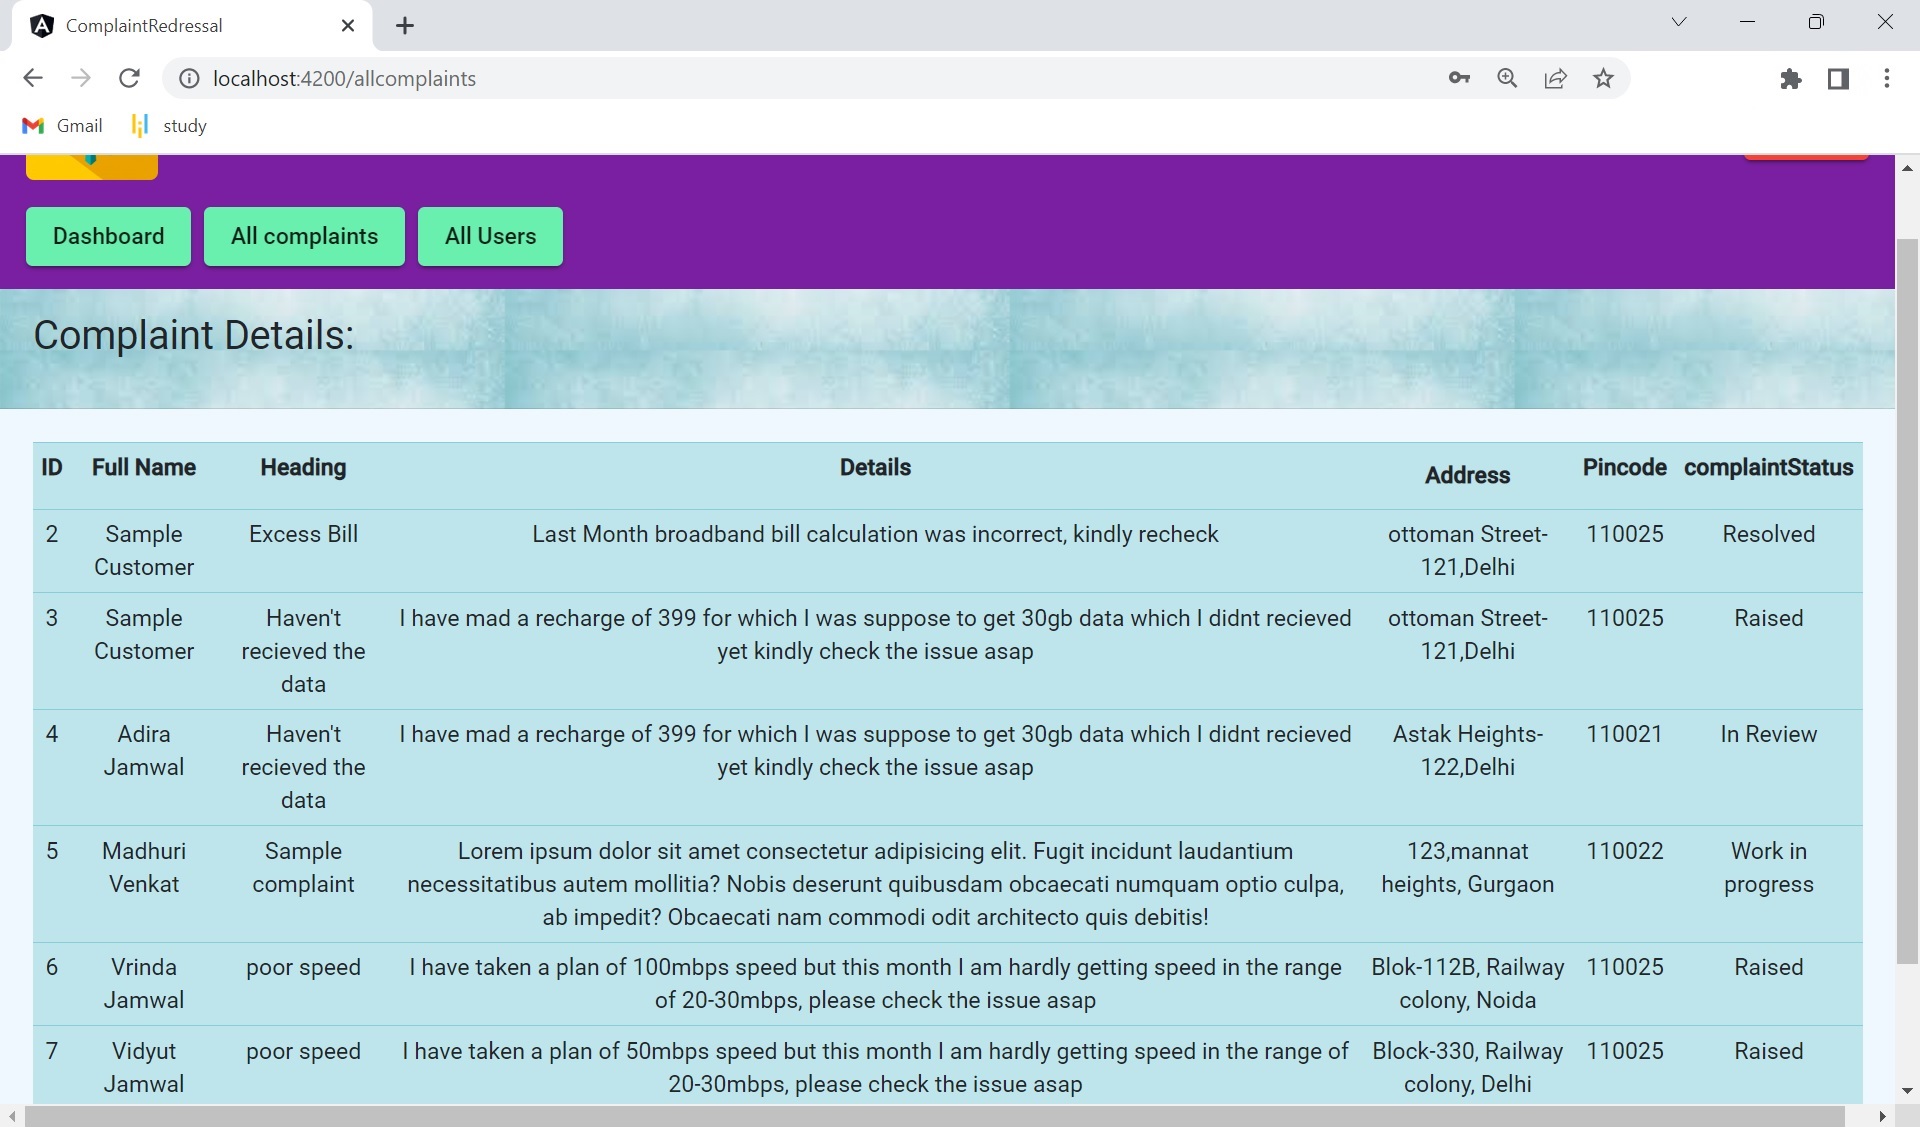 ComplaintRedressal
localhost:4200/allcomplaints
Gmail study
Dashboard All complaints All Users
Complaint Details:
ID Full Name Heading Details Address Pincode complaintStatus
2 Sample Excess Bill Last Month broadband bill calculation was incorrect, kindly recheck ottoman Street- 110025 Resolved
Customer 121,Delhi
3 Sample Haven't I have mad a recharge of 399 for which I was suppose to get 30gb data which I didnt recieved ottoman Street- 110025 Raised
Customer recieved the yet kindly check the issue asap 121,Delhi
data
4 Adira Haven't I have mad a recharge of 399 for which I was suppose to get 30gb data which I didnt recieved Astak Heights- 110021 In Review
Jamwal recieved the yet kindly check the issue asap 122,Delhi
data
5 Madhuri Sample Lorem ipsum dolor sit amet consectetur adipisicing elit. Fugit incidunt laudantium 123,mannat 110022 Work in
Venkat complaint necessitatibus autem mollitia? Nobis deserunt quibusdam obcaecati numquam optio culpa, heights, Gurgaon progress
ab impedit? Obcaecati nam commodi odit architecto quis debitis!
6 Vrinda poor speed I have taken a plan of 100mbps speed but this month I am hardly getting speed in the range Blok-112B, Railway 110025 Raised
Jamwal of 20-30mbps, please check the issue asap colony, Noida
7 Vidyut poor speed I have taken a plan of 50mbps speed but this month I am hardly getting speed in the range of Block-330, Railway 110025 Raised
Jamwal 20-30mbps, please check the issue asap colony, Delhi